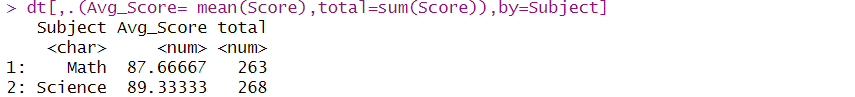 > dt[,.(Avg_Score= mean(Score),total=sum(Score)),by=Subject]
   Subject Avg_Score total
    <char>     <num> <num>
1:    Math  87.66667   263
2: Science  89.33333   268